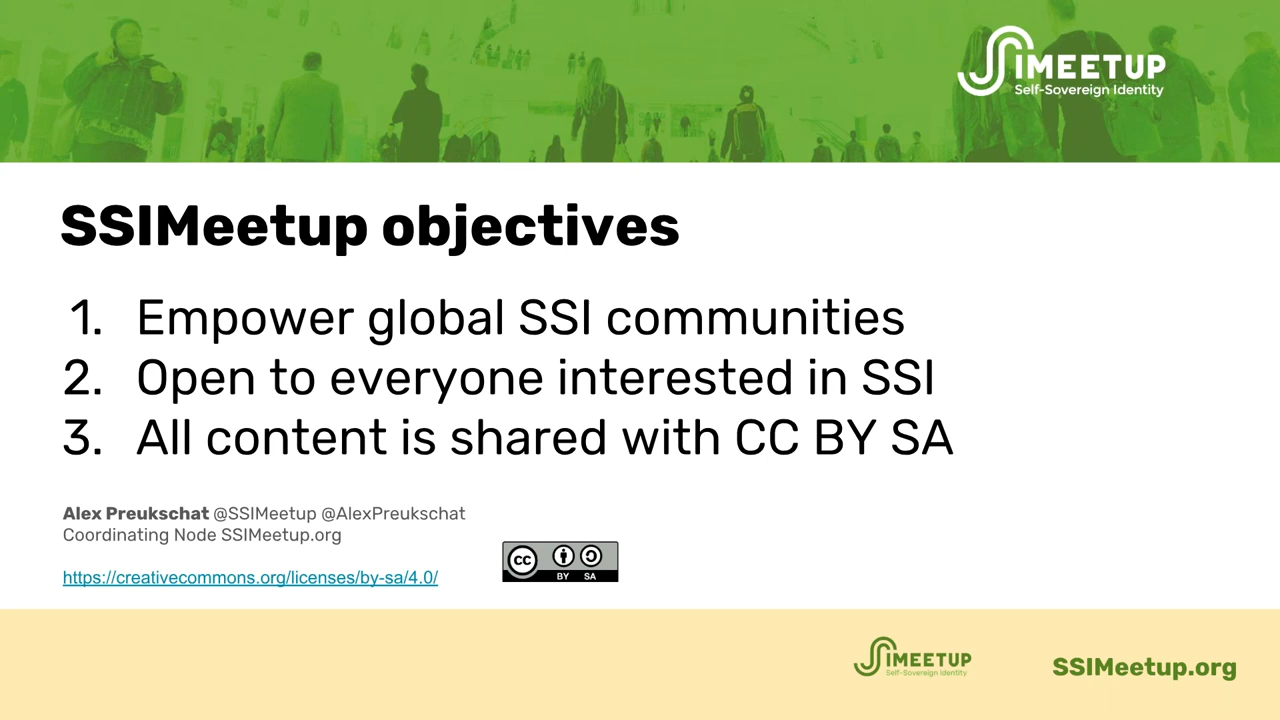 SSIMEETUP
Self-Sovereign Identity
SSIMeetup objectives
1. Empower global SSI communities
2. Open to everyone interested in SSI
3. All content is shared with CC BY SA
Alex Preukschat @SSIMeetup @AlexPreukschat
Coordinating Node SSIMeetup.org
https://creativecommons.org/licenses/by-sa/4.0/
CC
BY SA
SSIMEETUP
Self-Sovereign Identity
SSIMeetup.org